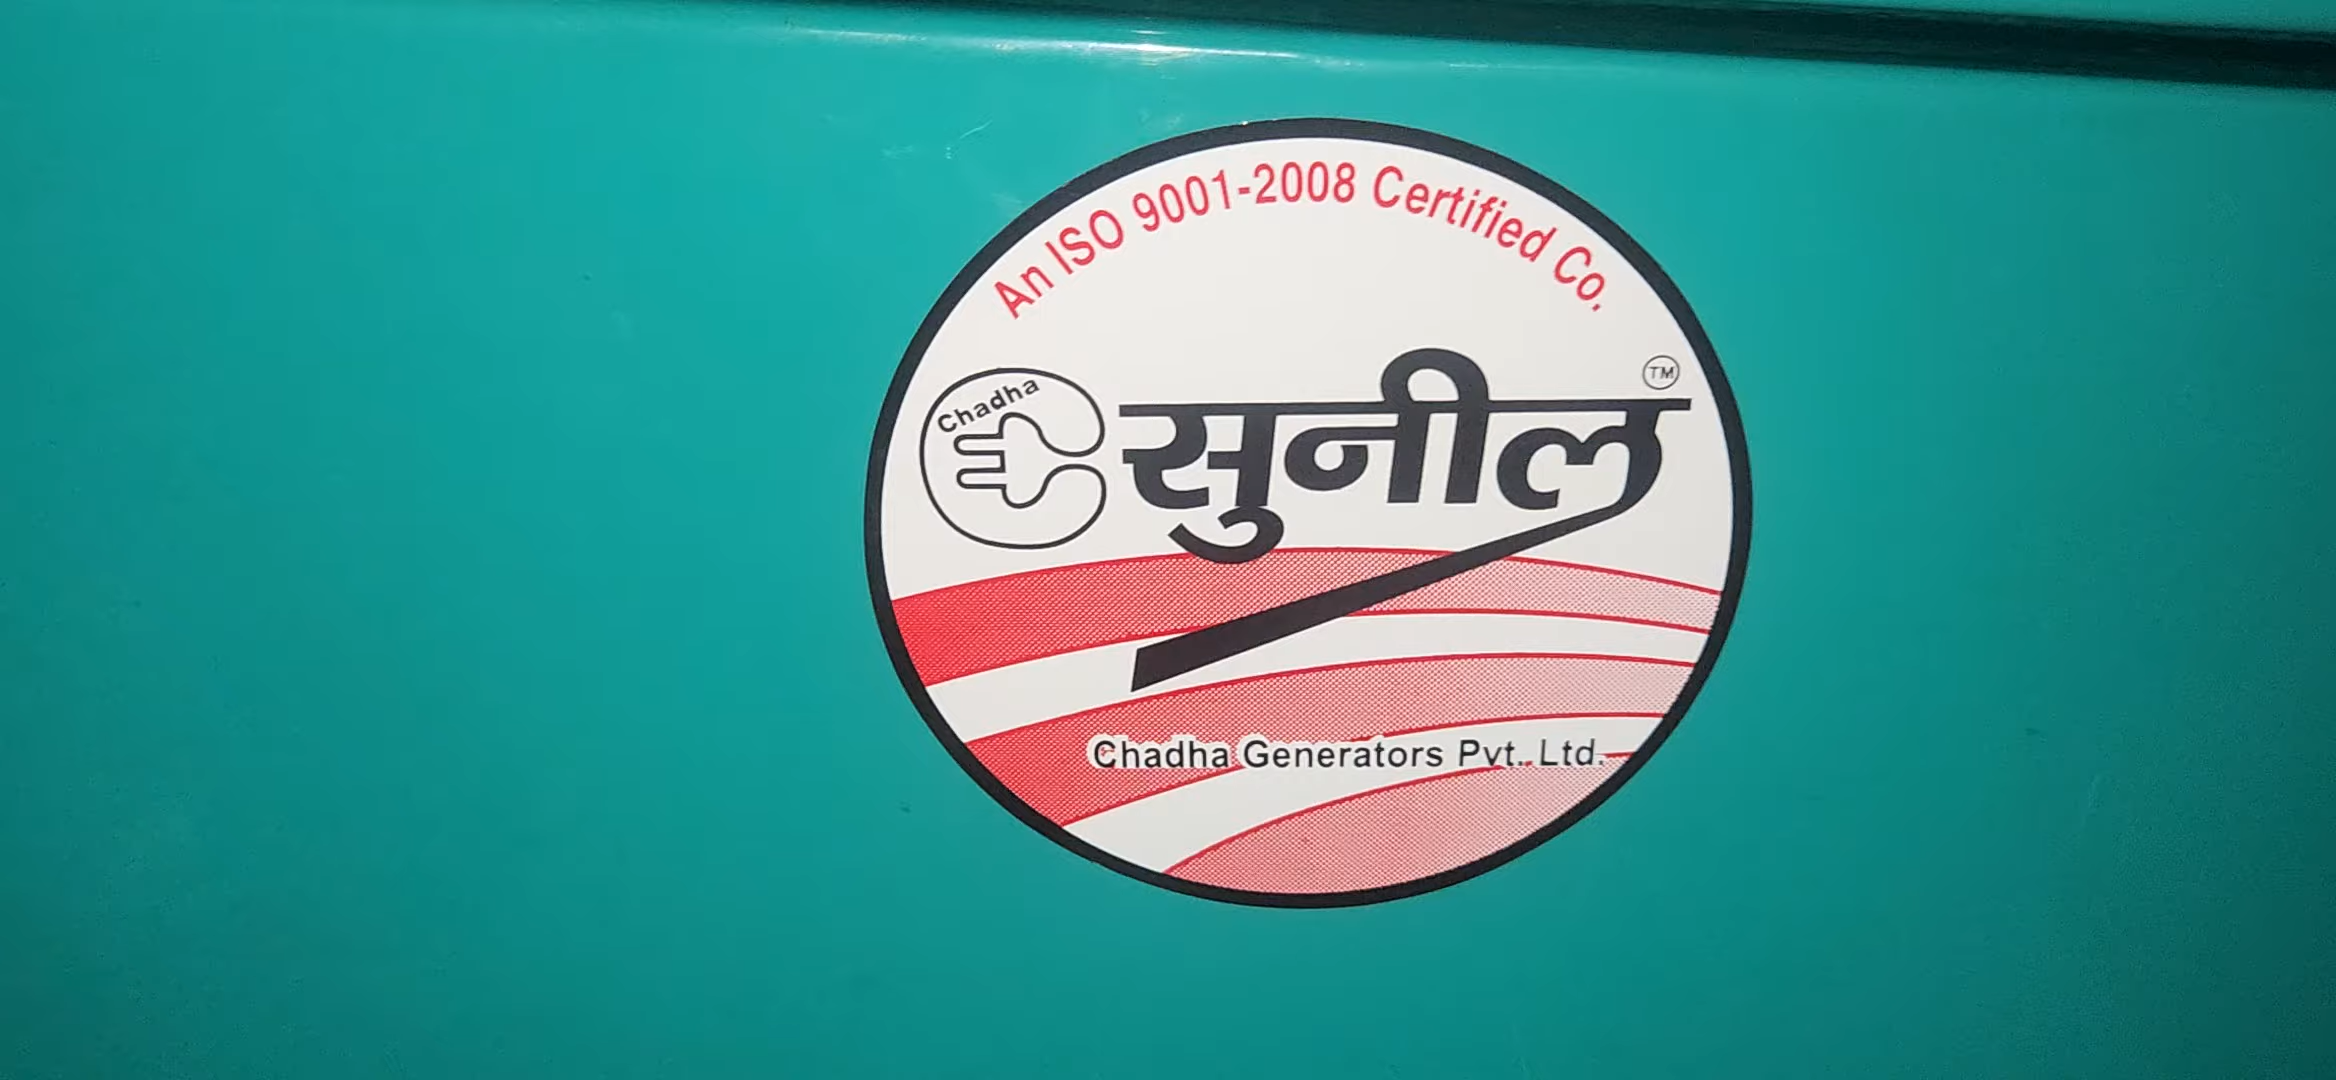 An ISO 9001-2008 Certified Co.
Chadha
सुनील TM
Chadha Generators Pvt. Ltd.